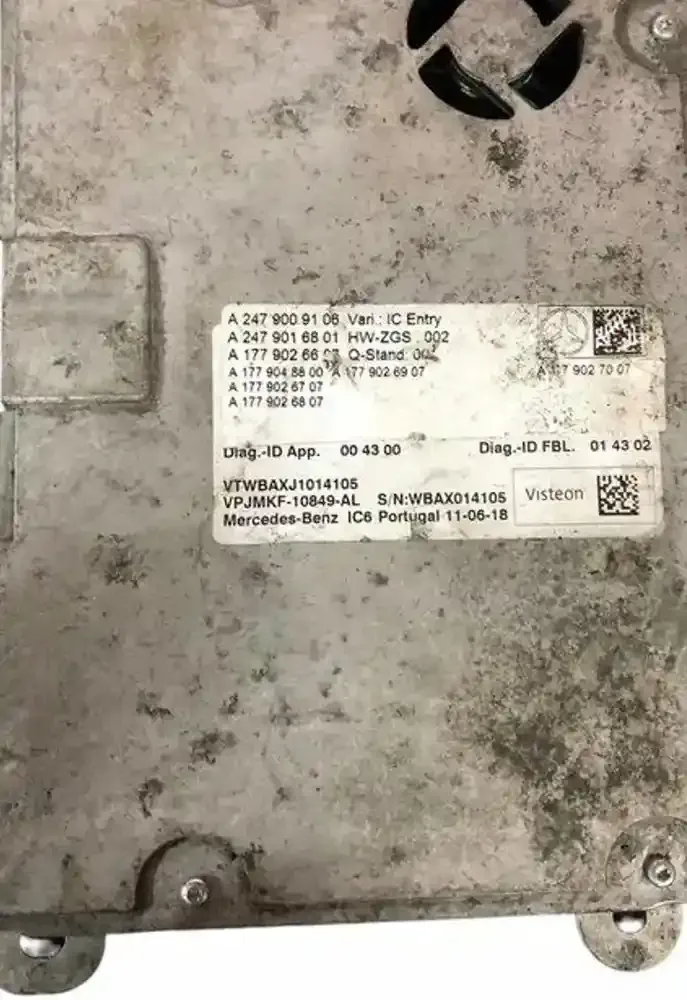 A 247 900 91 06 Vari.: IC Entry
A 247 901 68 01 HW-ZGS 002
A 177 902 66 Q-Stand:
A 177 904 88 00 A 177 902 69 07
902 70 07
A 177 902 67 07
A 177 902 68 07
Diag.-ID App. 00 43 00 Diag.-ID FBL. 01 43 02
VTWBAXJ1014105
VPJMKF-10849-AL S/N:WBAX014105
Visteon
Mercedes-Benz IC6 Portugal 11-06-18